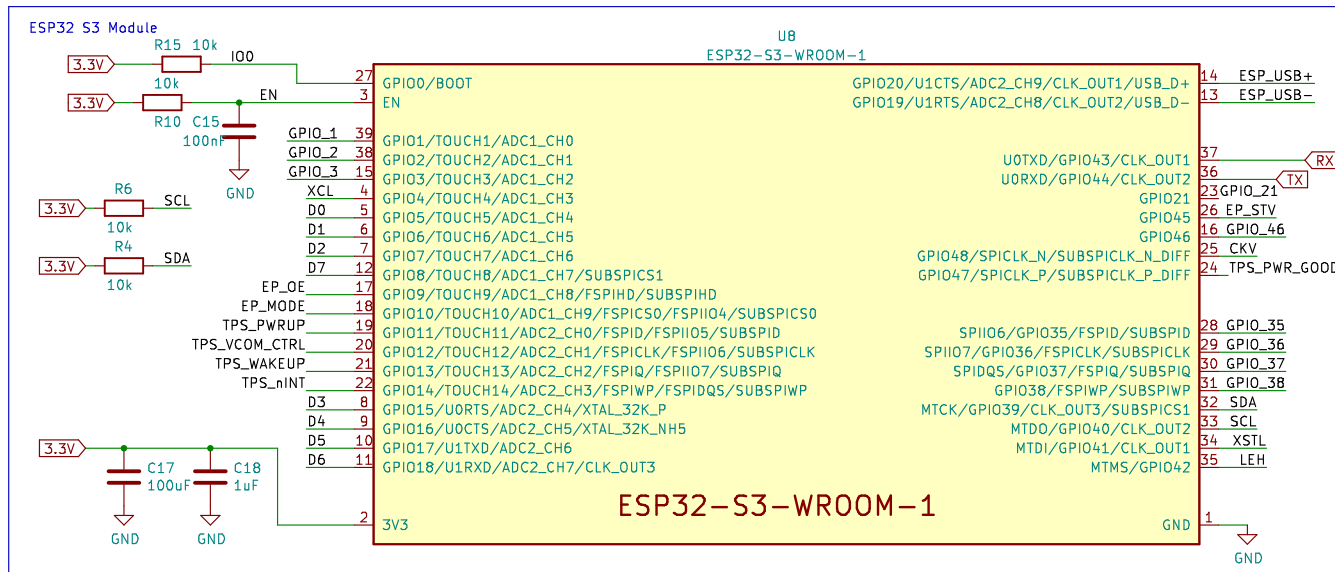 ESP32 S3 Module
U8
ESP32-S3-WROOM-1
3.3V
R15 10k
IO0
27
GPIO0/BOOT
3.3V
10k
R10
EN
3
EN
C15
100nF
GND
GPIO_1
39
GPIO1/TOUCH1/ADC1_CH0
GPIO_2
38
GPIO2/TOUCH2/ADC1_CH1
GPIO_3
15
GPIO3/TOUCH3/ADC1_CH2
XCL
4
GPIO4/TOUCH4/ADC1_CH3
D0
5
GPIO5/TOUCH5/ADC1_CH4
D1
6
GPIO6/TOUCH6/ADC1_CH5
D2
7
GPIO7/TOUCH7/ADC1_CH6
D7
12
GPIO8/TOUCH8/ADC1_CH7/SUBSPICS1
EP_OE
17
GPIO9/TOUCH9/ADC1_CH8/FSPIHD/SUBSPIHD
EP_MODE
18
GPIO10/TOUCH10/ADC1_CH9/FSPICS0/FSPIIO4/SUBSPICS0
TPS_PWRUP
19
GPIO11/TOUCH11/ADC2_CH0/FSPID/FSPIIO5/SUBSPID
TPS_VCOM_CTRL
20
GPIO12/TOUCH12/ADC2_CH1/FSPICLK/FSPIIO6/SUBSPICLK
TPS_WAKEUP
21
GPIO13/TOUCH13/ADC2_CH2/FSPIQ/FSPIIO7/SUBSPIQ
TPS_nINT
22
GPIO14/TOUCH14/ADC2_CH3/FSPIWP/FSPIDQS/SUBSPIWP
D3
8
GPIO15/U0RTS/ADC2_CH4/XTAL_32K_P
D4
9
GPIO16/U0CTS/ADC2_CH5/XTAL_32K_NH5
D5
10
GPIO17/U1TXD/ADC2_CH6
D6
11
GPIO18/U1RXD/ADC2_CH7/CLK_OUT3
3.3V
R6
10k
SCL
3.3V
R4
10k
SDA
3.3V
C17
100uF
GND
C18
1uF
GND
2
3V3
GPIO20/U1CTS/ADC2_CH9/CLK_OUT1/USB_D+
14
ESP_USB+
GPIO19/U1RTS/ADC2_CH8/CLK_OUT2/USB_D-
13
ESP_USB-
U0TXD/GPIO43/CLK_OUT1
37
RX
U0RXD/GPIO44/CLK_OUT2
36
TX
GPIO21
23
GPIO_21
GPIO45
26
EP_STV
GPIO46
16
GPIO_46
GPIO48/SPICLK_N/SUBSPICLK_N_DIFF
25
CKV
GPIO47/SPICLK_P/SUBSPICLK_P_DIFF
24
TPS_PWR_GOOD
SPIIO6/GPIO35/FSPID/SUBSPID
28
GPIO_35
SPIIO7/GPIO36/FSPICLK/SUBSPICLK
29
GPIO_36
SPIDQS/GPIO37/FSPIQ/SUBSPIQ
30
GPIO_37
GPIO38/FSPIWP/SUBSPIWP
31
GPIO_38
MTCK/GPIO39/CLK_OUT3/SUBSPICS1
32
SDA
MTDO/GPIO40/CLK_OUT2
33
SCL
MTDI/GPIO41/CLK_OUT1
34
XSTL
MTMS/GPIO42
35
LEH
ESP32-S3-WROOM-1
GND
1
GND